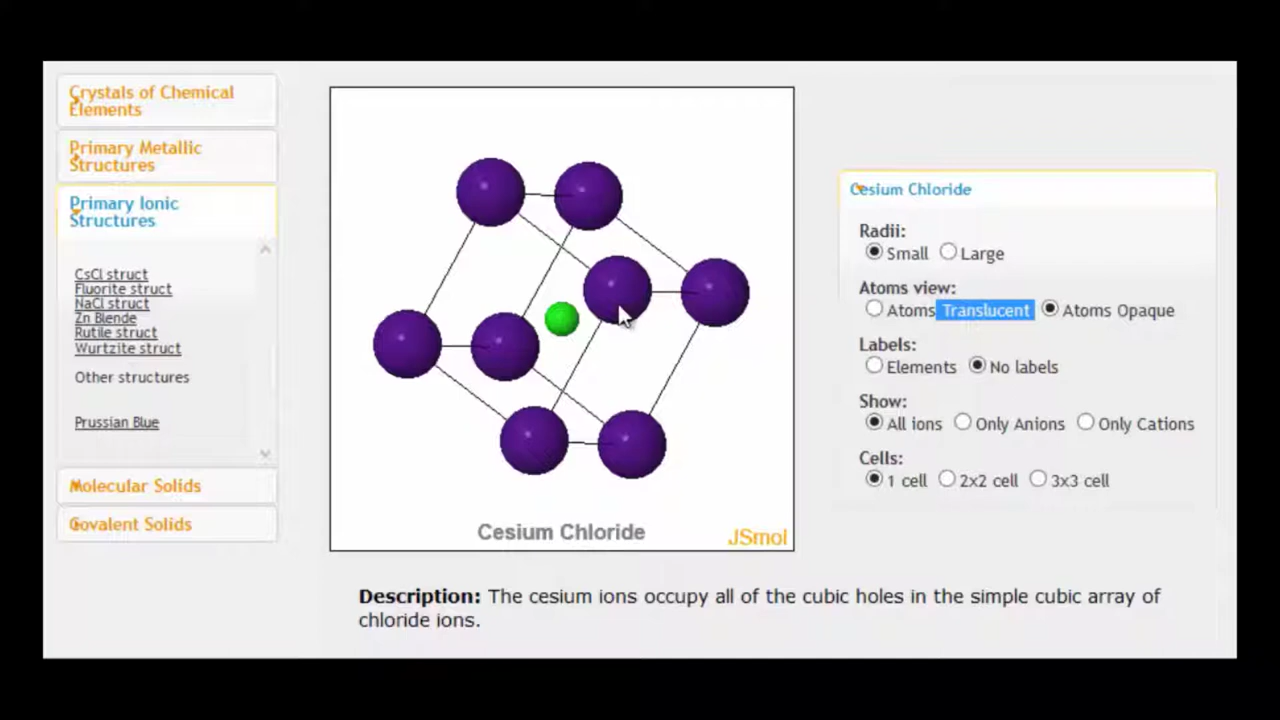 Crystals of Chemical
Elements
Primary Metallic
Structures
Primary Ionic
Structures
CsCl struct
Fluorite struct
NaCl struct
Zn Blende
Rutile struct
Wurtzite struct
Other structures
Prussian Blue
Molecular Solids
Covalent Solids
Cesium Chloride
JSmol
Cesium Chloride
Radii:
Small Large
Atoms view:
Atoms Translucent Atoms Opaque
Labels:
Elements No labels
Show:
All ions Only Anions Only Cations
Cells:
1 cell 2x2 cell 3x3 cell
Description: The cesium ions occupy all of the cubic holes in the simple cubic array of
chloride ions.